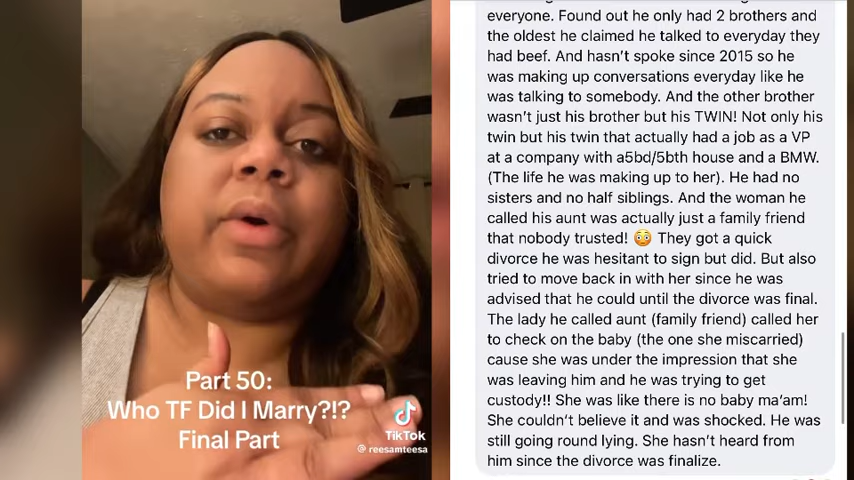 Part 50:
Who TF Did I Marry?!?
Final Part
TikTok
@ reesamteesa
everyone. Found out he only had 2 brothers and
the oldest he claimed he talked to everyday they
had beef. And hasn't spoke since 2015 so he
was making up conversations everyday like he
was talking to somebody. And the other brother
wasn't just his brother but his TWIN! Not only his
twin but his twin that actually had a job as a VP
at a company with a5bd/5bth house and a BMW.
(The life he was making up to her). He had no
sisters and no half siblings. And the woman he
called his aunt was actually just a family friend
that nobody trusted! 😳 They got a quick
divorce he was hesitant to sign but did. But also
tried to move back in with her since he was
advised that he could until the divorce was final.
The lady he called aunt (family friend) called her
to check on the baby (the one she miscarried)
cause she was under the impression that she
was leaving him and he was trying to get
custody!! She was like there is no baby ma'am!
She couldn't believe it and was shocked. He was
still going round lying. She hasn't heard from
him since the divorce was finalize.